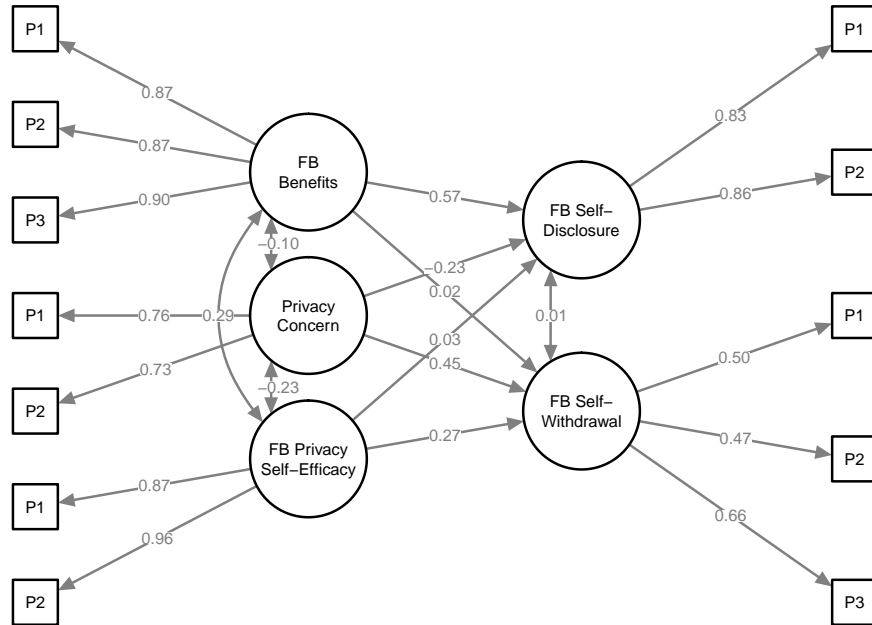 P1
P1
0.87
0.83
P2
0.87
FB
Benefits
P2
0.86
P3
0.90
0.57
FB Self–
Disclosure
–0.10
–0.23
0.02
P1
0.76
0.29
Privacy
Concern
0.01
P1
0.03
0.50
0.45
P2
0.73
–0.23
FB Self–
Withdrawal
0.27
0.47
P2
FB Privacy
Self–Efficacy
P1
0.87
0.66
0.96
P2
P3